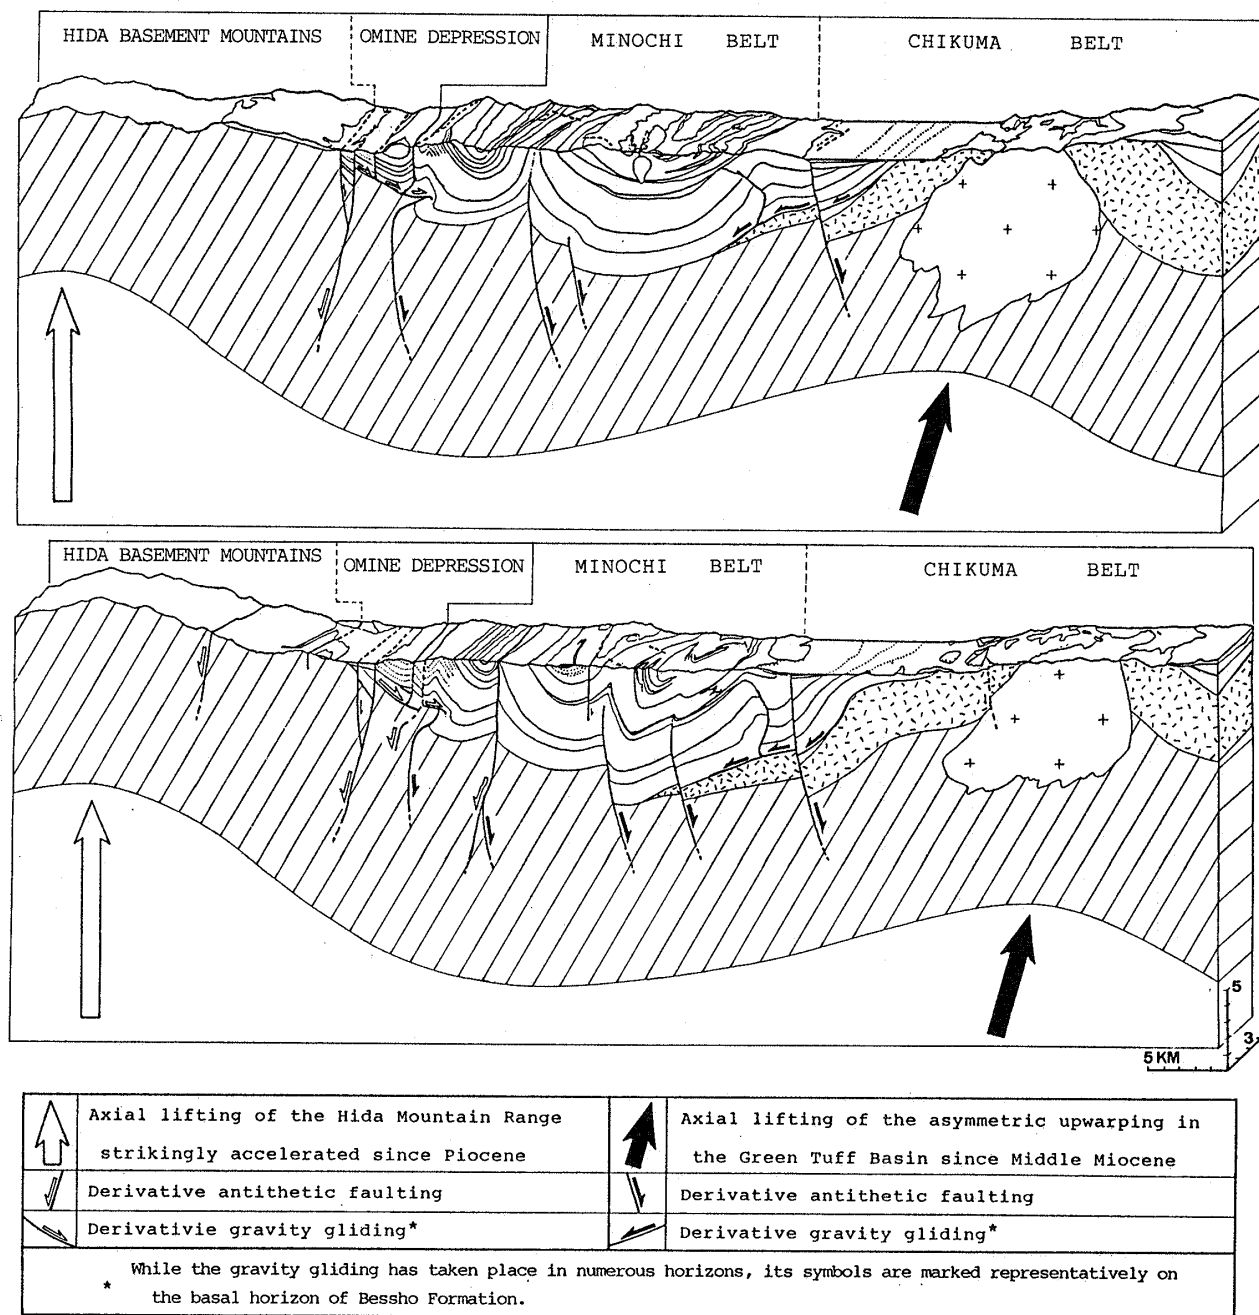 HIDA BASEMENT MOUNTAINS
OMINE DEPRESSION
MINOCHI BELT
CHIKUMA BELT
HIDA BASEMENT MOUNTAINS
OMINE DEPRESSION
MINOCHI BELT
CHIKUMA BELT
5
3
5 KM
Axial lifting of the Hida Mountain Range
strikingly accelerated since Piocene
Axial lifting of the asymmetric upwarping in
the Green Tuff Basin since Middle Miocene
Derivative antithetic faulting
Derivative antithetic faulting
Derivativie gravity gliding*
Derivative gravity gliding*
While the gravity gliding has taken place in numerous horizons, its symbols are marked representatively on
* the basal horizon of Bessho Formation.